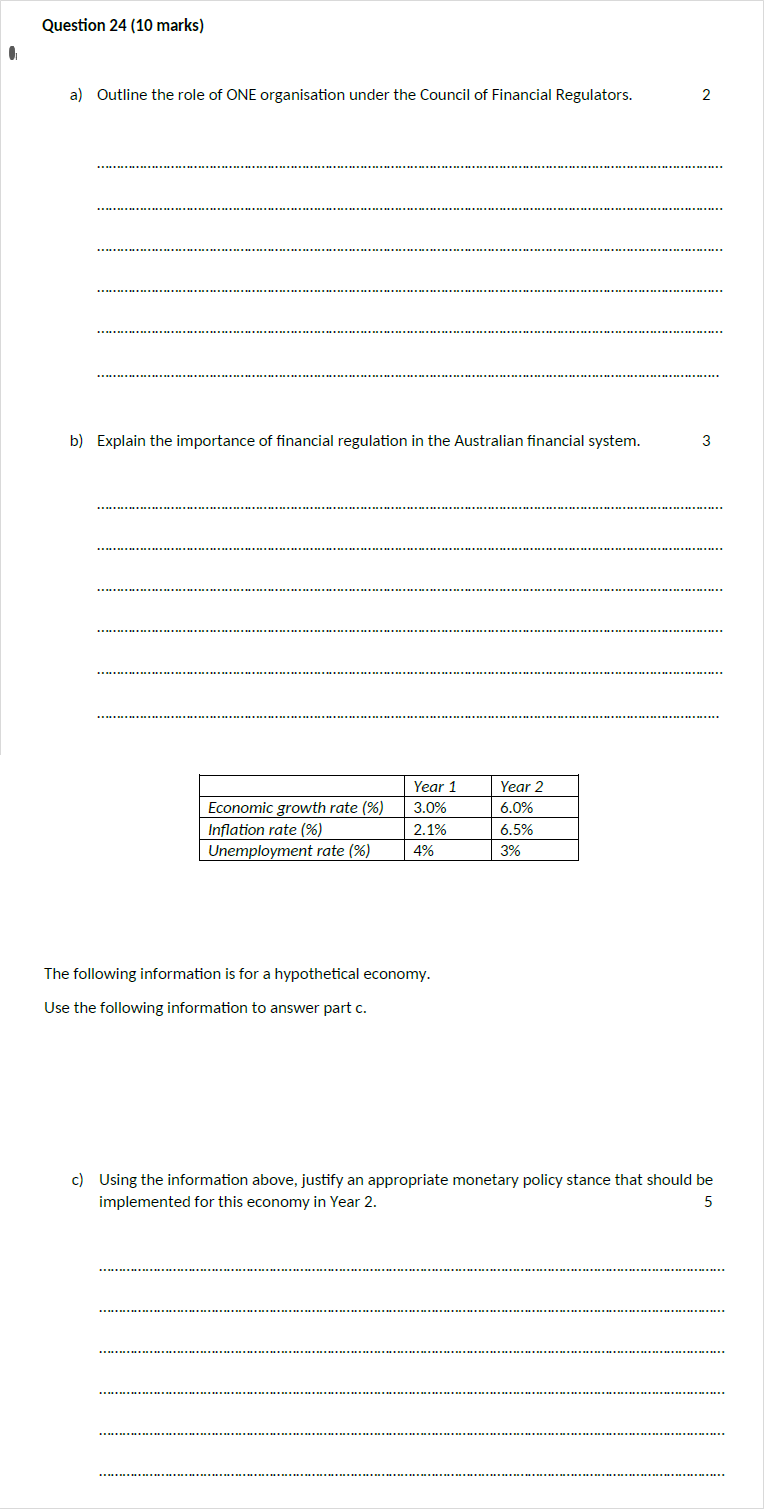 Question 24 (10 marks)
a) Outline the role of ONE organisation under the Council of Financial Regulators. 2
b) Explain the importance of financial regulation in the Australian financial system. 3
Year 1 Year 2
Economic growth rate (%) 3.0% 6.0%
Inflation rate (%) 2.1% 6.5%
Unemployment rate (%) 4% 3%
The following information is for a hypothetical economy.
Use the following information to answer part c.
c) Using the information above, justify an appropriate monetary policy stance that should be
implemented for this economy in Year 2. 5